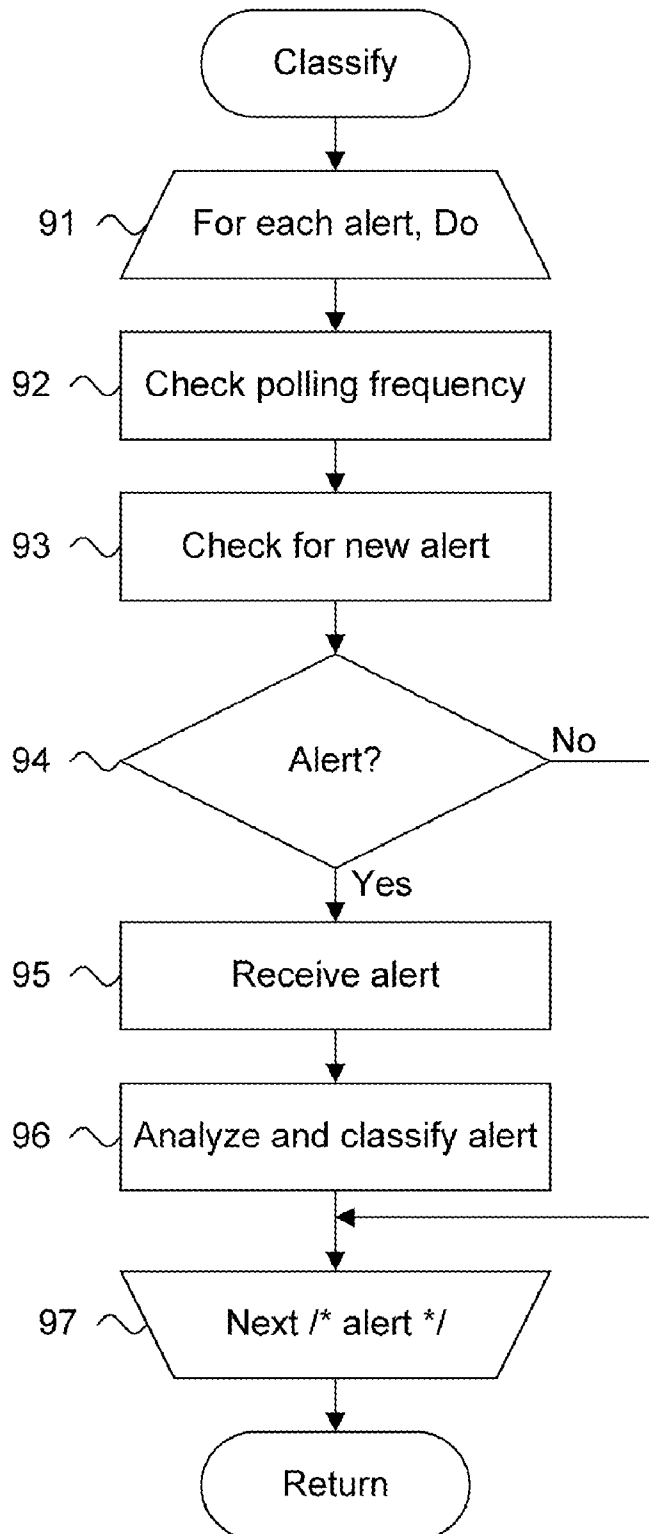 Classify
91 For each alert, Do
92 Check polling frequency
93 Check for new alert
94 Alert? No
Yes
95 Receive alert
96 Analyze and classify alert
97 Next /* alert */
Return